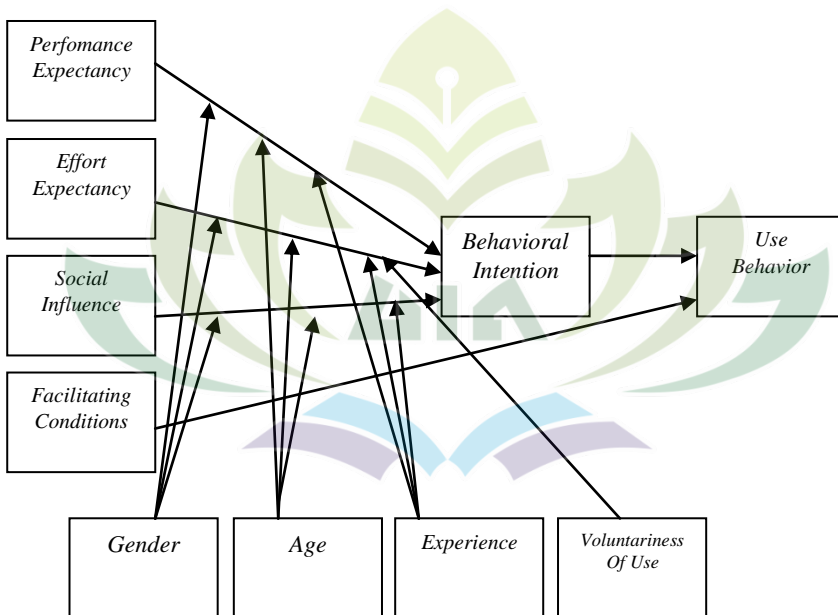 Perfomance
Expectancy
Effort
Expectancy
Social
Influence
Facilitating
Conditions
Behavioral
Intention
Use
Behavior
Gender
Age
Experience
Voluntariness
Of Use